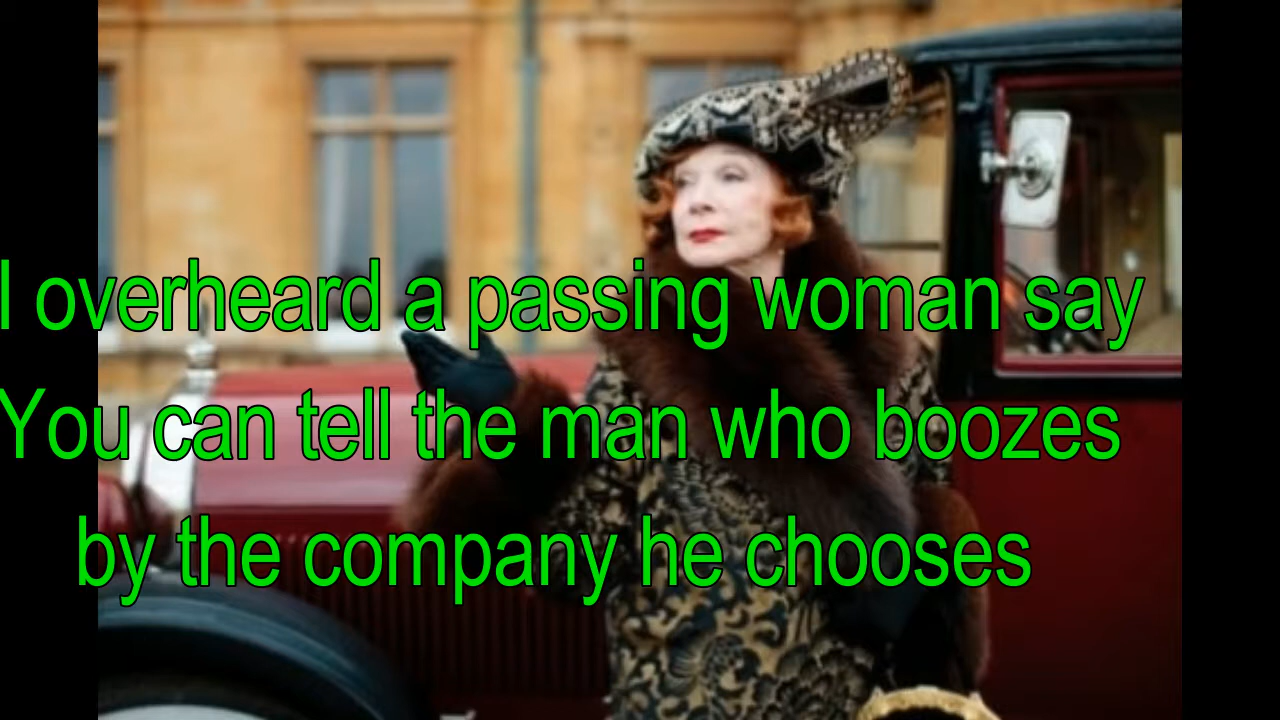 I overheard a passing woman say
You can tell the man who boozes
by the company he chooses